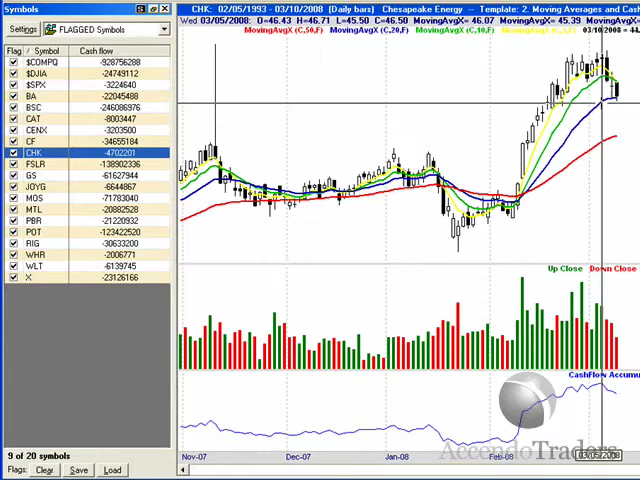 Symbols
Settings
FLAGGED Symbols
Flag Symbol Cash flow
$COMPQ -928756288
$DJIA -24749112
$SPX -3224640
BA -22045488
BSC -246086976
CAT -8003447
CENX -3203500
CF -34655184
CHK -4702201
FSLR -138902336
GS -61627944
JOYG -6644867
MOS -71783040
MTL -20882528
PBR -21220932
POT -123422520
RIG -30633200
WHR -2006771
WLT -6139745
X -23126166
9 of 20 symbols
Flags: Clear Save Load
CHK: 02/05/1993 - 03/10/2008 (Daily bars) Chesapeake Energy -- Template: 2. Moving Averages and Cash
Wed 03/05/2008: O=46.43 H=46.71 L=45.50 C=46.50 MovingAvgX = 46.07 MovingAvgX = 45.39 MovingAvgX
MovingAvgX (C,50,F) MovingAvgX (C,20,F) MovingAvgX (C,10,F) MovingAvgX (C,5,F) 03/10/2008 = 44.
Up Close Down Close
CashFlow Accumu
AccendoTraders
Nov-07 Dec-07 Jan-08 Feb-08 03/05/2008